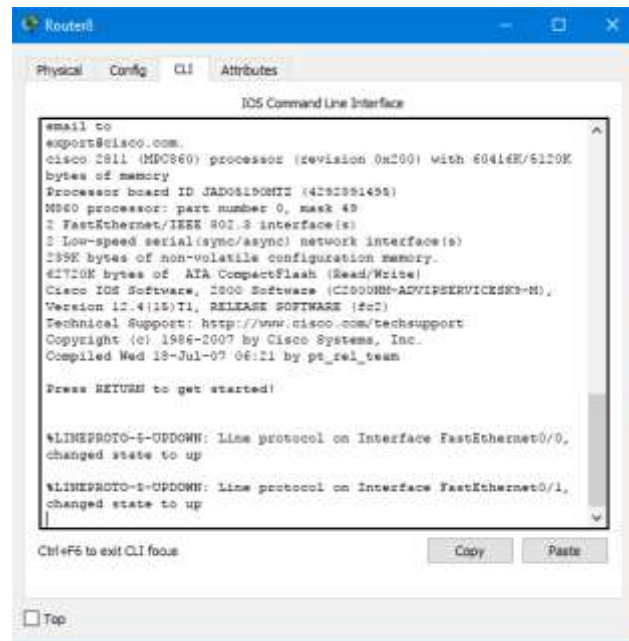 Router8
Physical Config CLI Attributes
IOS Command Line Interface
email to
export@cisco.com.
cisco 2811 (MPC860) processor (revision 0x200) with 60416K/5120K
bytes of memory
Processor board ID JAD05190MTZ (4292891495)
M860 processor: part number 0, mask 49
2 FastEthernet/IEEE 802.3 interface(s)
2 Low-speed serial(sync/async) network interface(s)
239K bytes of non-volatile configuration memory.
62720K bytes of ATA CompactFlash (Read/Write)
Cisco IOS Software, 2800 Software (C2800NM-ADVIPSERVICESK9-M),
Version 12.4(15)T1, RELEASE SOFTWARE (fc2)
Technical Support: http://www.cisco.com/techsupport
Copyright (c) 1986-2007 by Cisco Systems, Inc.
Compiled Wed 18-Jul-07 06:21 by pt_rel_team
Press RETURN to get started!
%LINEPROTO-5-UPDOWN: Line protocol on Interface FastEthernet0/0,
changed state to up
%LINEPROTO-5-UPDOWN: Line protocol on Interface FastEthernet0/1,
changed state to up
Ctrl+F6 to exit CLI focus
Copy Paste
Top